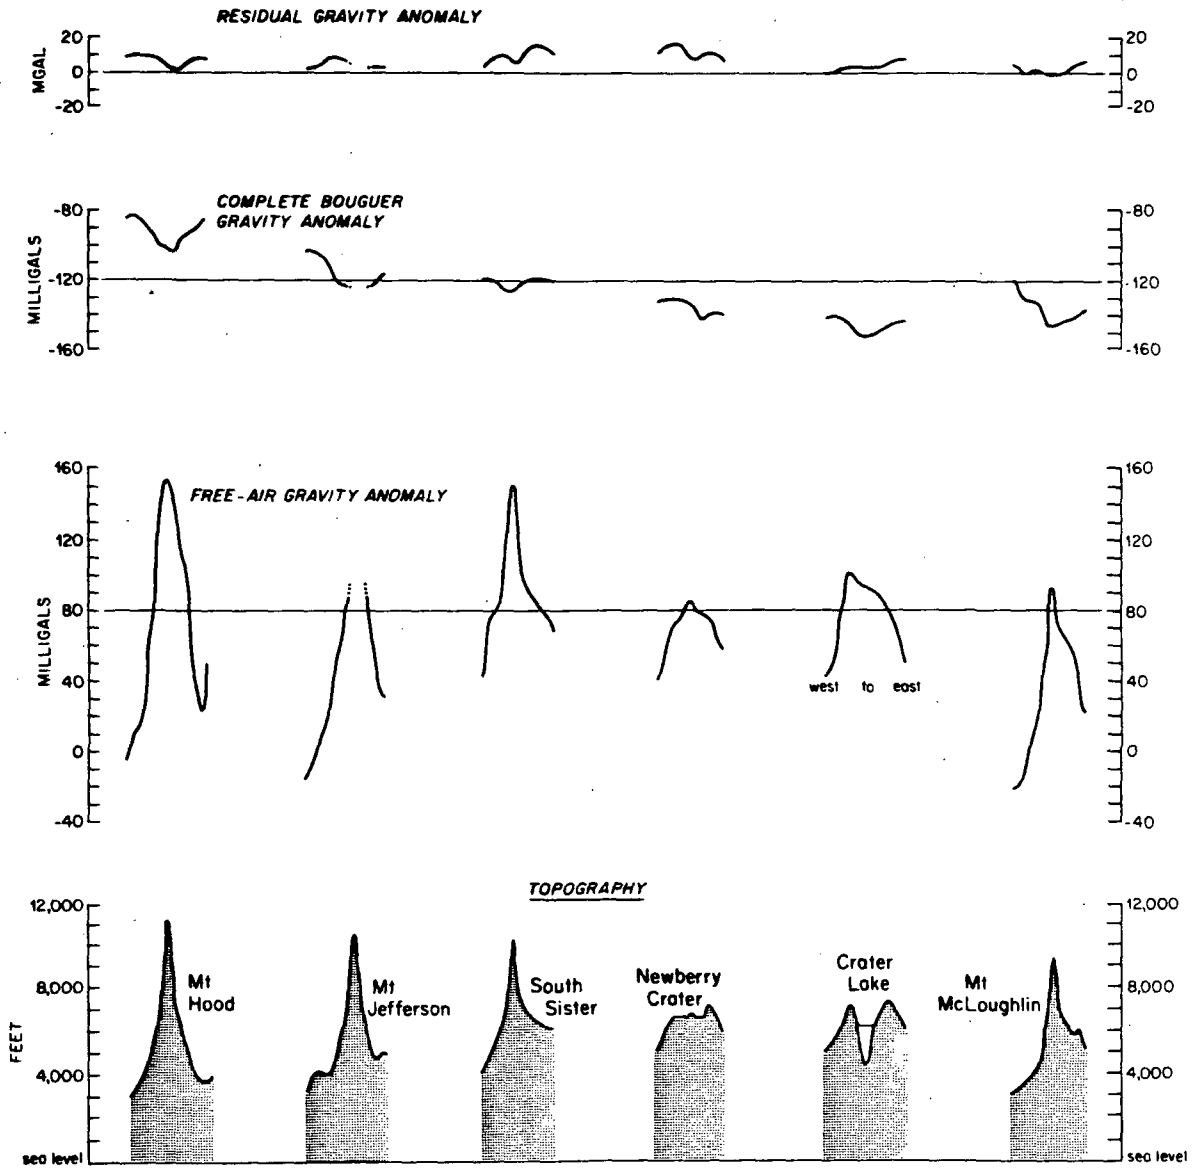 RESIDUAL GRAVITY ANOMALY
20
0
-20
MGAL
20
0
-20
COMPLETE BOUGUER
GRAVITY ANOMALY
-80
-120
-160
MILLIGALS
-80
-120
-160
FREE-AIR GRAVITY ANOMALY
160
120
80
40
0
-40
MILLIGALS
160
120
80
40
0
-40
west to east
TOPOGRAPHY
12,000
8,000
4,000
sea level
FEET
Mt
Hood
Mt
Jefferson
South
Sister
Newberry
Crater
Crater
Lake
Mt
McLoughlin
12,000
8,000
4,000
sea level